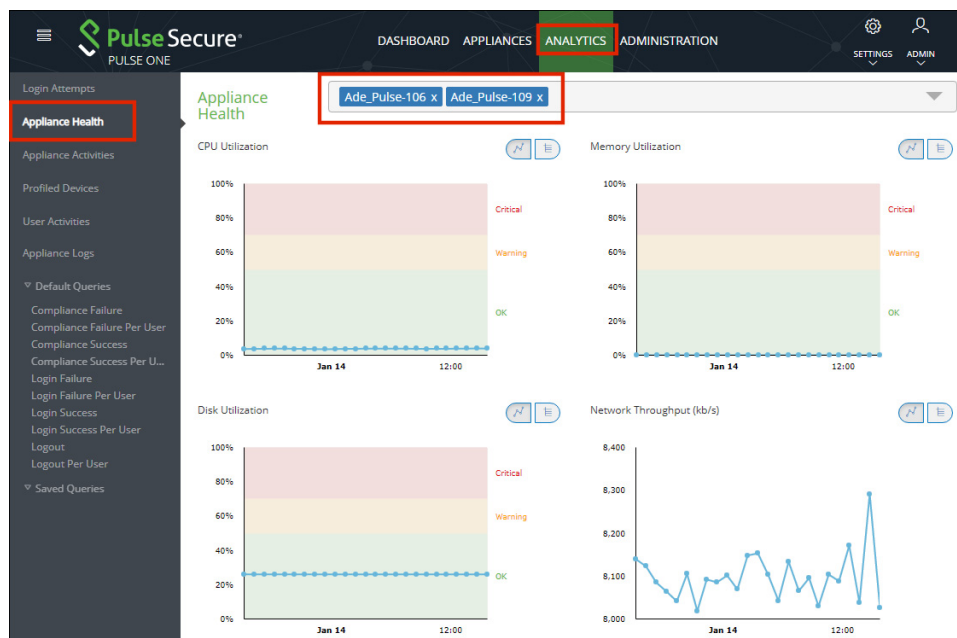 Pulse Secure®
PULSE ONE
DASHBOARD APPLIANCES ANALYTICS ADMINISTRATION
SETTINGS ADMIN
Login Attempts
Appliance Health
Appliance Activities
Profiled Devices
User Activities
Appliance Logs
Default Queries
Compliance Failure
Compliance Failure Per User
Compliance Success
Compliance Success Per U...
Login Failure
Login Failure Per User
Login Success
Login Success Per User
Logout
Logout Per User
Saved Queries
Appliance
Health
Ade_Pulse-106 x Ade_Pulse-109 x
CPU Utilization
100%
80%
60%
40%
20%
0%
Critical
Warning
OK
Jan 14 12:00
Memory Utilization
100%
80%
60%
40%
20%
0%
Critical
Warning
OK
Jan 14 12:00
Disk Utilization
100%
80%
60%
40%
20%
0%
Critical
Warning
OK
Jan 14 12:00
Network Throughput (kb/s)
8,400
8,300
8,200
8,100
8,000
Jan 14 12:00